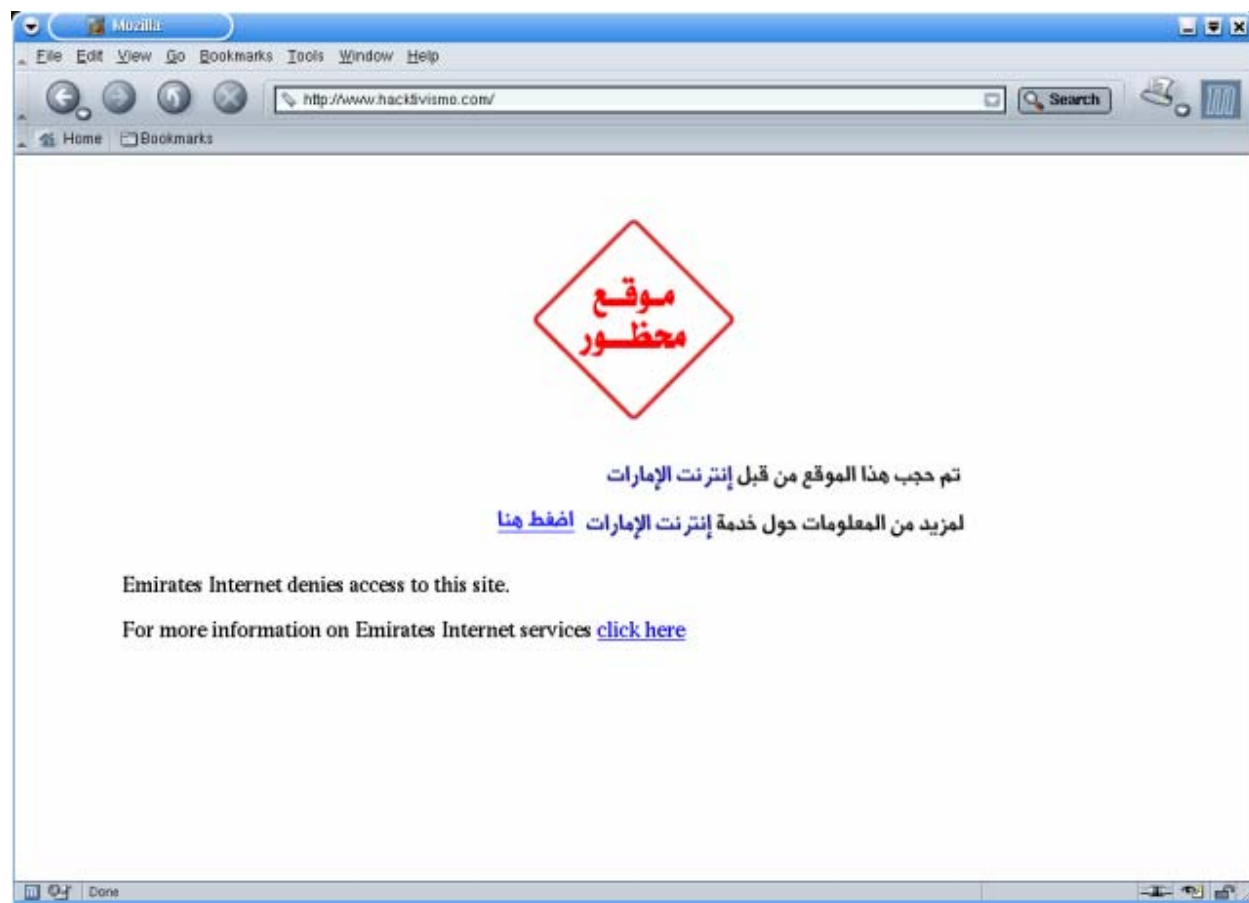 Mozilla
File Edit View Go Bookmarks Tools Window Help
http://www.hacktivismo.com/
Search
Home Bookmarks
موقع
محظور
تم حجب هذا الموقع من قبل إنترنت الإمارات
لمزيد من المعلومات حول خدمة إنترنت الإمارات اضغط هنا
Emirates Internet denies access to this site.
For more information on Emirates Internet services click here
Done